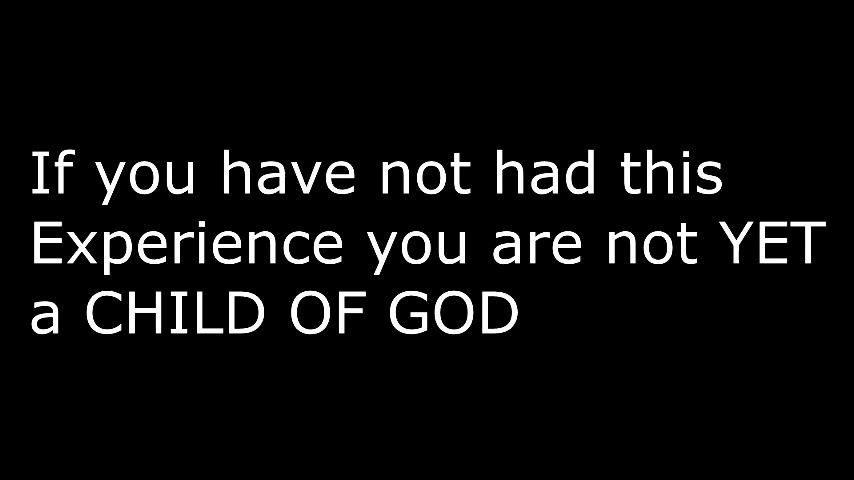 If you have not had this
Experience you are not YET
a CHILD OF GOD